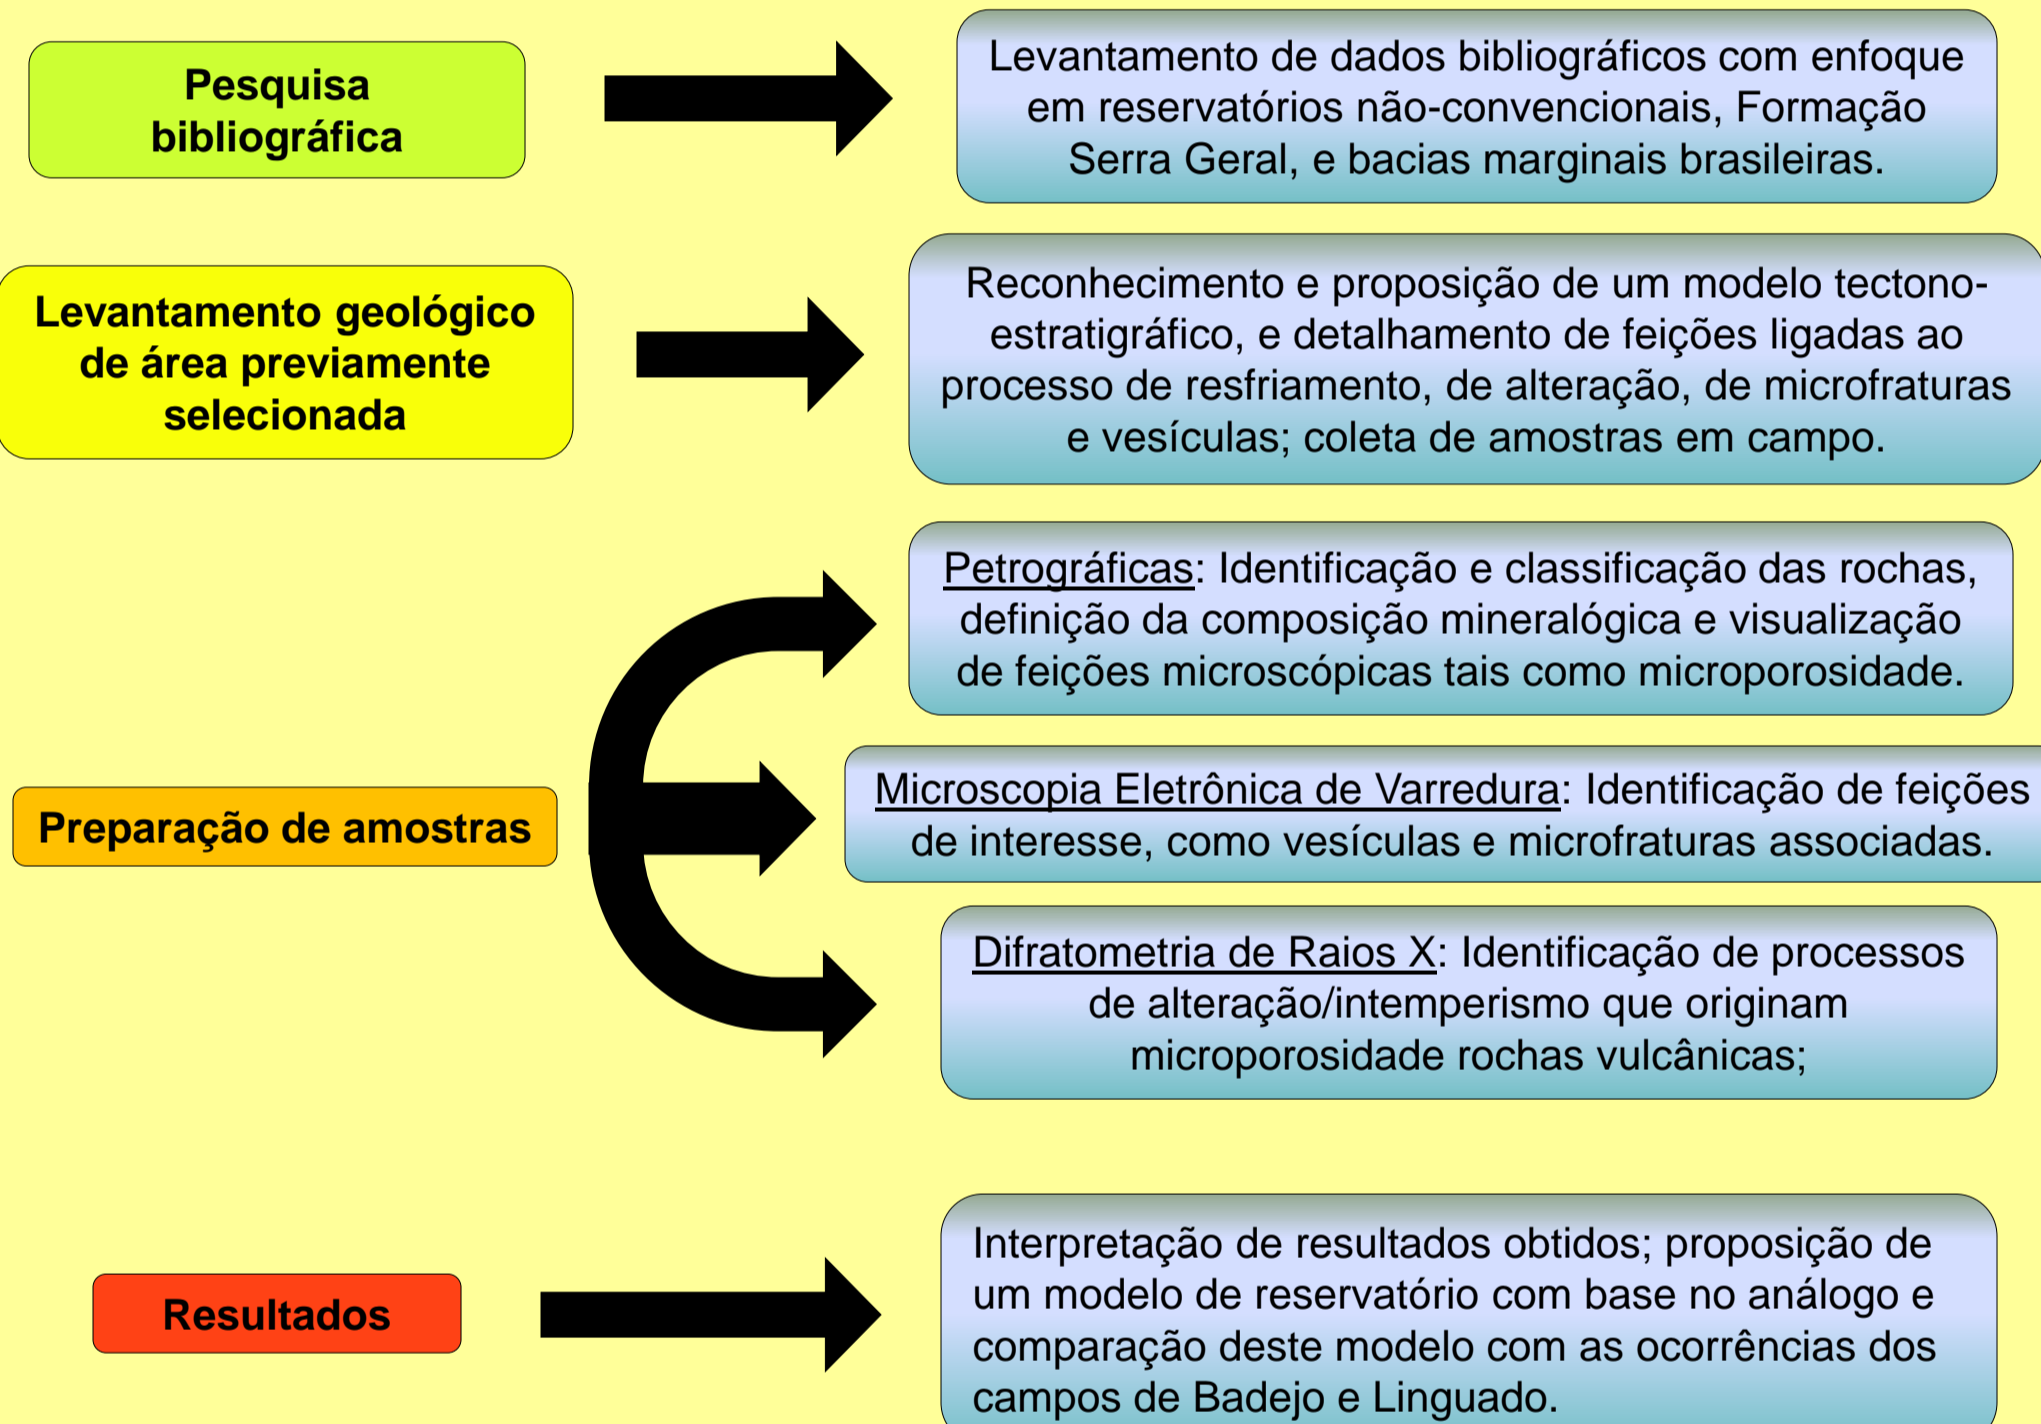 Pesquisa
bibliográfica
Levantamento de dados bibliográficos com enfoque
em reservatórios não-convencionais, Formação
Serra Geral, e bacias marginais brasileiras.
Levantamento geológico
de área previamente
selecionada
Reconhecimento e proposição de um modelo tectono-
estratigráfico, e detalhamento de feições ligadas ao
processo de resfriamento, de alteração, de microfraturas
e vesículas; coleta de amostras em campo.
Preparação de amostras
Petrográficas: Identificação e classificação das rochas,
definição da composição mineralógica e visualização
de feições microscópicas tais como microporosidade.
Microscopia Eletrônica de Varredura: Identificação de feições
de interesse, como vesículas e microfraturas associadas.
Difratometria de Raios X: Identificação de processos
de alteração/intemperismo que originam
microporosidade rochas vulcânicas;
Resultados
Interpretação de resultados obtidos; proposição de
um modelo de reservatório com base no análogo e
comparação deste modelo com as ocorrências dos
campos de Badejo e Linguado.